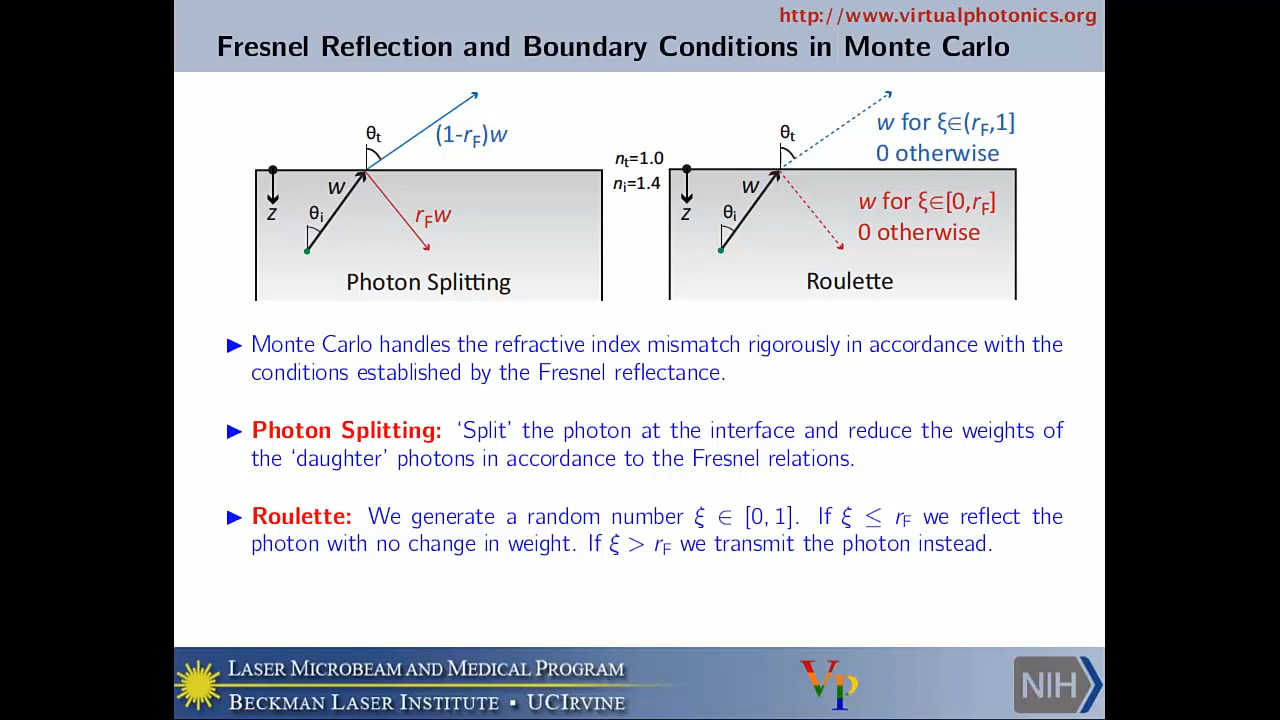 http://www.virtualphotonics.org
Fresnel Reflection and Boundary Conditions in Monte Carlo
θt
(1-rF)w
w
z
θi
rFw
Photon Splitting
nt=1.0
ni=1.4
θt
w for ξ∈(rF,1]
0 otherwise
w
z
θi
w for ξ∈[0,rF]
0 otherwise
Roulette
Monte Carlo handles the refractive index mismatch rigorously in accordance with the
conditions established by the Fresnel reflectance.
Photon Splitting: ‘Split’ the photon at the interface and reduce the weights of
the ‘daughter’ photons in accordance to the Fresnel relations.
Roulette: We generate a random number ξ ∈ [0, 1]. If ξ ≤ rF we reflect the
photon with no change in weight. If ξ > rF we transmit the photon instead.
LASER MICROBEAM AND MEDICAL PROGRAM
BECKMAN LASER INSTITUTE ▪ UCIRVINE
VP
NIH